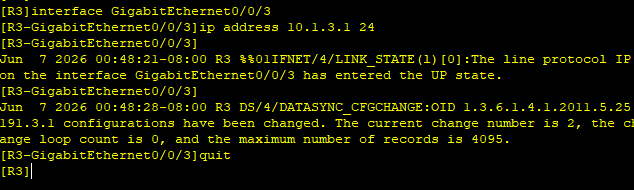 [R3]interface GigabitEthernet0/0/3
[R3-GigabitEthernet0/0/3]ip address 10.1.3.1 24
[R3-GigabitEthernet0/0/3]
Jun  7 2026 00:48:21-08:00 R3 %%01IFNET/4/LINK_STATE(l)[0]:The line protocol IP
on the interface GigabitEthernet0/0/3 has entered the UP state.
[R3-GigabitEthernet0/0/3]
Jun  7 2026 00:48:28-08:00 R3 DS/4/DATASYNC_CFGCHANGE:OID 1.3.6.1.4.1.2011.5.25
191.3.1 configurations have been changed. The current change number is 2, the ch
ange loop count is 0, and the maximum number of records is 4095.
[R3-GigabitEthernet0/0/3]quit
[R3]